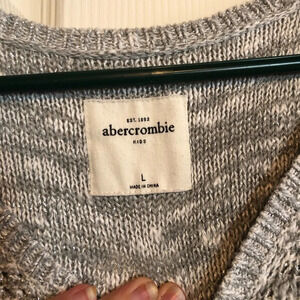 EST. 1892
abercrombie
KIDS
L
MADE IN CHINA